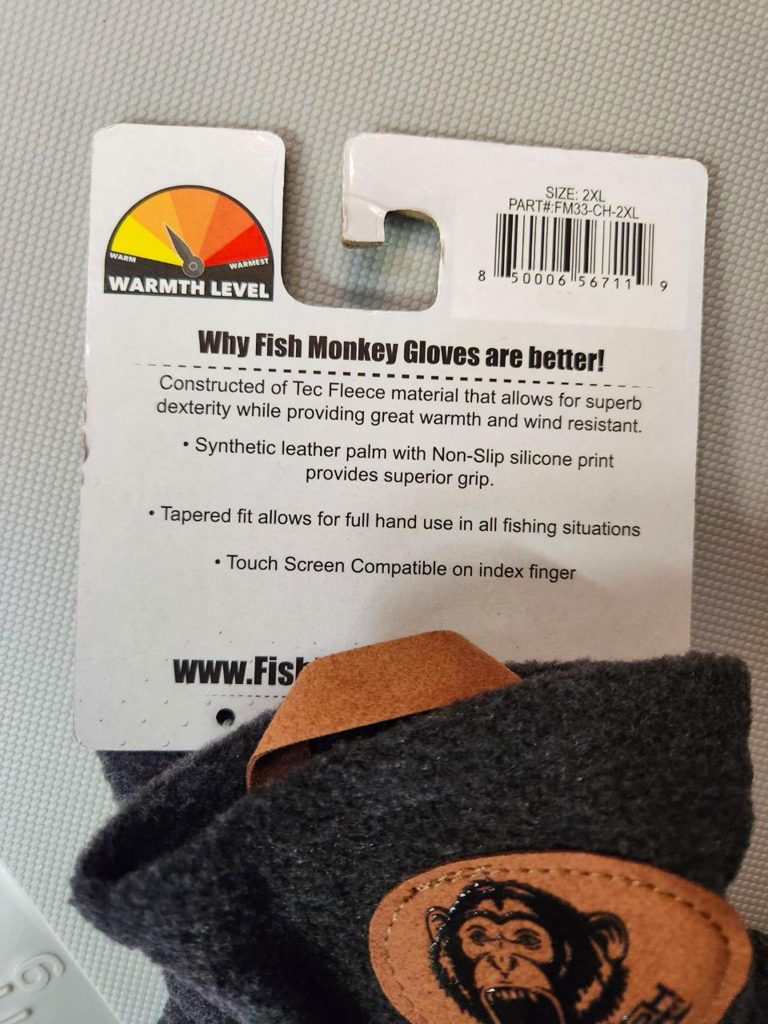 SIZE: 2XL
PART#:FM33-CH-2XL
8 50006 56711 9
WARM WARMEST
WARMTH LEVEL
Why Fish Monkey Gloves are better!
Constructed of Tec Fleece material that allows for superb
dexterity while providing great warmth and wind resistant.
• Synthetic leather palm with Non-Slip silicone print
provides superior grip.
• Tapered fit allows for full hand use in all fishing situations
• Touch Screen Compatible on index finger
www.Fish